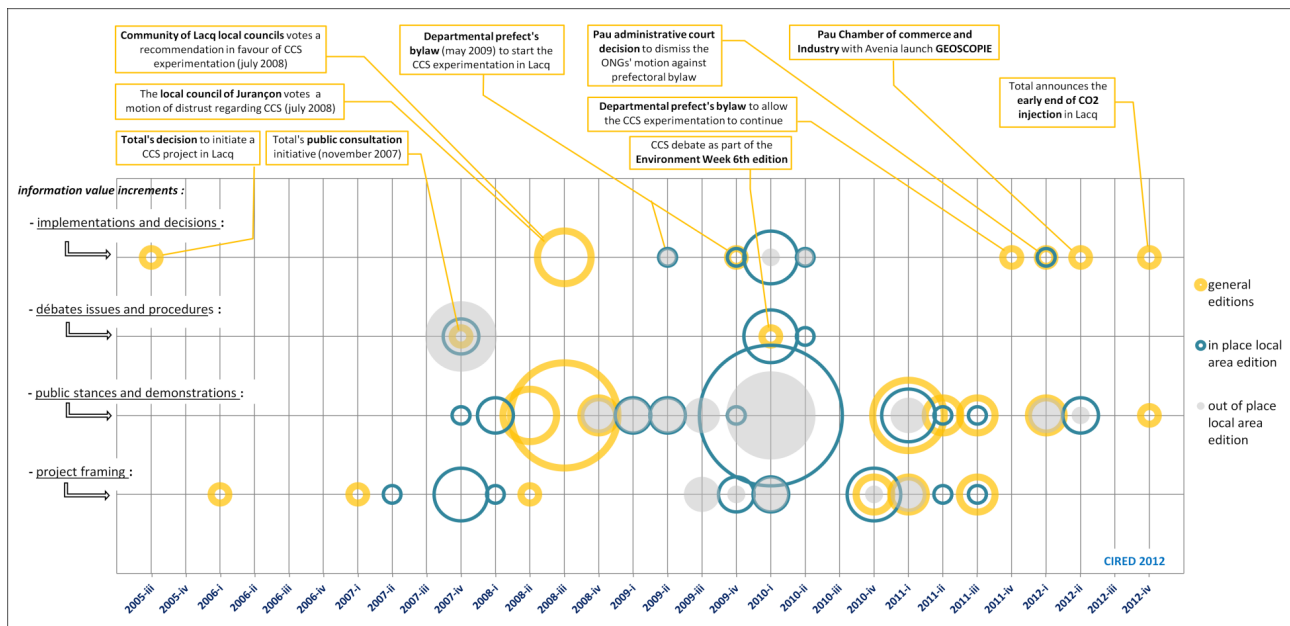 Community of Lacq local councils votes a
recommendation in favour of CCS
experimentation (july 2008)
The local council of Jurançon votes a
motion of distrust regarding CCS (july 2008)
Total's decision to initiate a
CCS project in Lacq
Total's public consultation
initiative (november 2007)
Departmental prefect's
bylaw (may 2009) to start the
CCS experimentation in Lacq
Pau administrative court
decision to dismiss the
ONGs' motion against
prefectoral bylaw
Departmental prefect's bylaw to allow
the CCS experimentation to continue
CCS debate as part of the
Environment Week 6th edition
Pau Chamber of commerce and
Industry with Avenia launch GEOSCOPIE
Total announces the
early end of CO2
injection in Lacq
information value increments :
- implementations and decisions :
- débates issues and procedures :
- public stances and demonstrations :
- project framing :
general
editions
in place local
area edition
out of place
local area
edition
CIRED 2012
2005-iii
2005-iv
2006-i
2006-ii
2006-iii
2006-iv
2007-i
2007-ii
2007-iii
2007-iv
2008-i
2008-ii
2008-iii
2008-iv
2009-i
2009-ii
2009-iii
2009-iv
2010-i
2010-ii
2010-iii
2010-iv
2011-i
2011-ii
2011-iii
2011-iv
2012-i
2012-ii
2012-iii
2012-iv